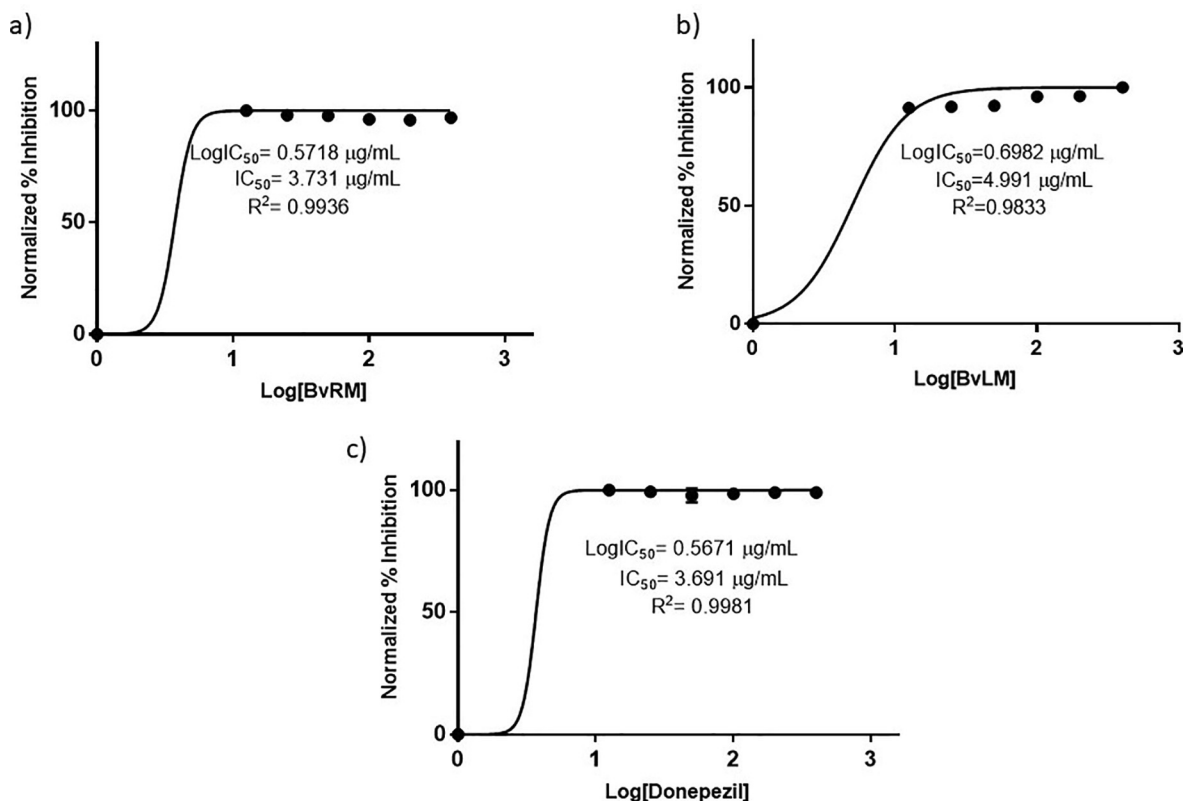 a)
Normalized % Inhibition
100
50
0
LogIC₅₀= 0.5718 µg/mL
IC₅₀= 3.731 µg/mL
R²= 0.9936
0 1 2 3
Log[BvRM]
b)
Normalized % Inhibition
100
50
0
LogIC₅₀=0.6982 µg/mL
IC₅₀=4.991 µg/mL
R²=0.9833
0 1 2 3
Log[BvLM]
c)
Normalized % Inhibition
100
50
0
LogIC₅₀= 0.5671 µg/mL
IC₅₀= 3.691 µg/mL
R²= 0.9981
0 1 2 3
Log[Donepezil]